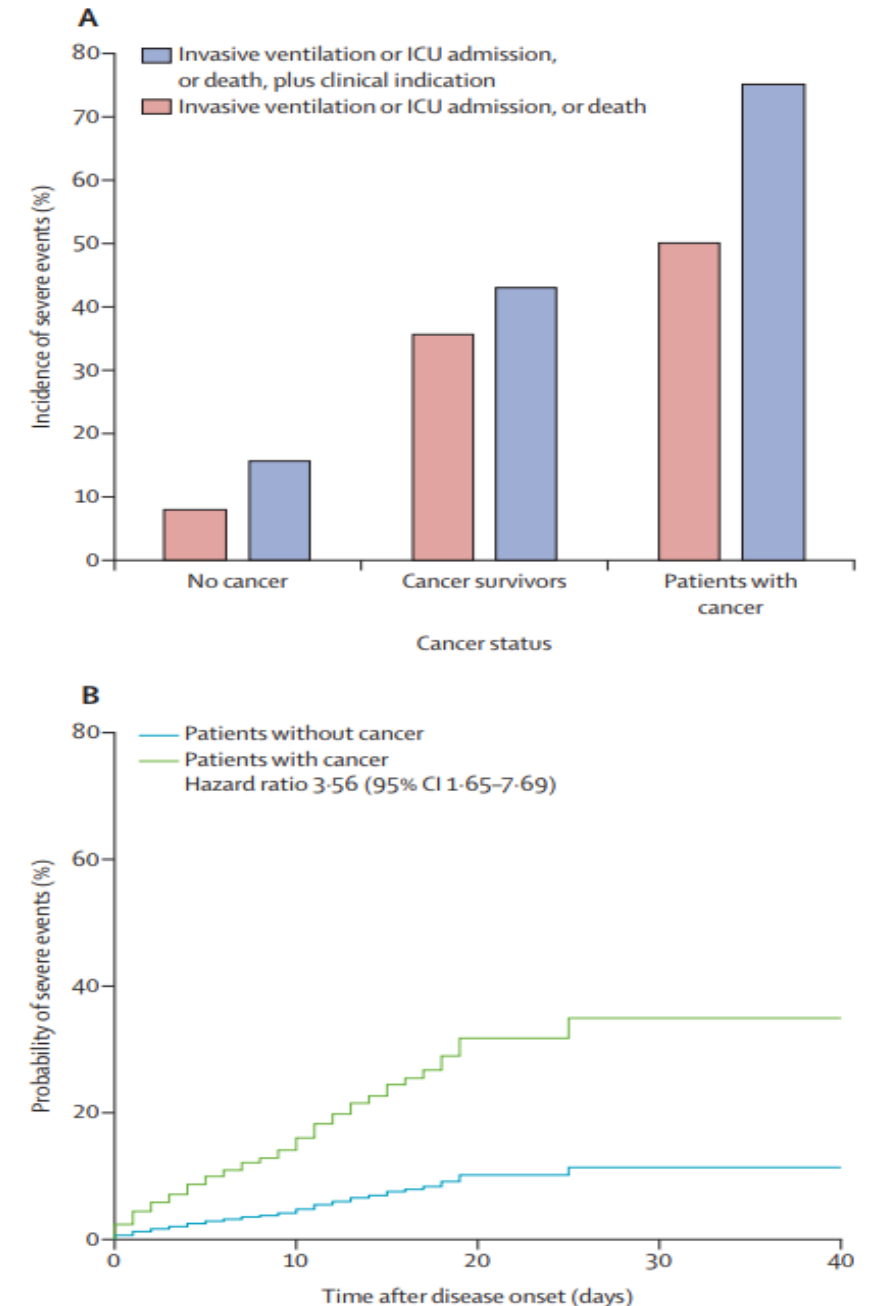 A
80
Invasive ventilation or ICU admission,
or death, plus clinical indication
Invasive ventilation or ICU admission, or death
70
60
50
40
30
20
10
0
Incidence of severe events (%)
No cancer
Cancer survivors
Patients with
cancer
Cancer status
B
80
Patients without cancer
Patients with cancer
Hazard ratio 3·56 (95% CI 1·65–7·69)
60
40
20
0
Probability of severe events (%)
0 10 20 30 40
Time after disease onset (days)